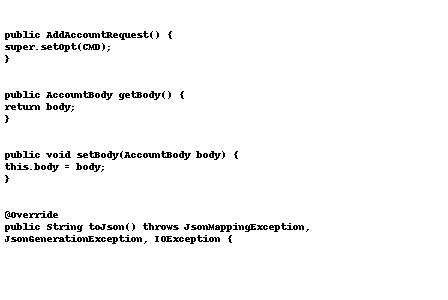 public AddAccountRequest() {
super.setOpt(CMD);
}
public AccountBody getBody() {
return body;
}
public void setBody(AccountBody body) {
this.body = body;
}
@Override
public String toJson() throws JsonMappingException,
JsonGenerationException, IOException {